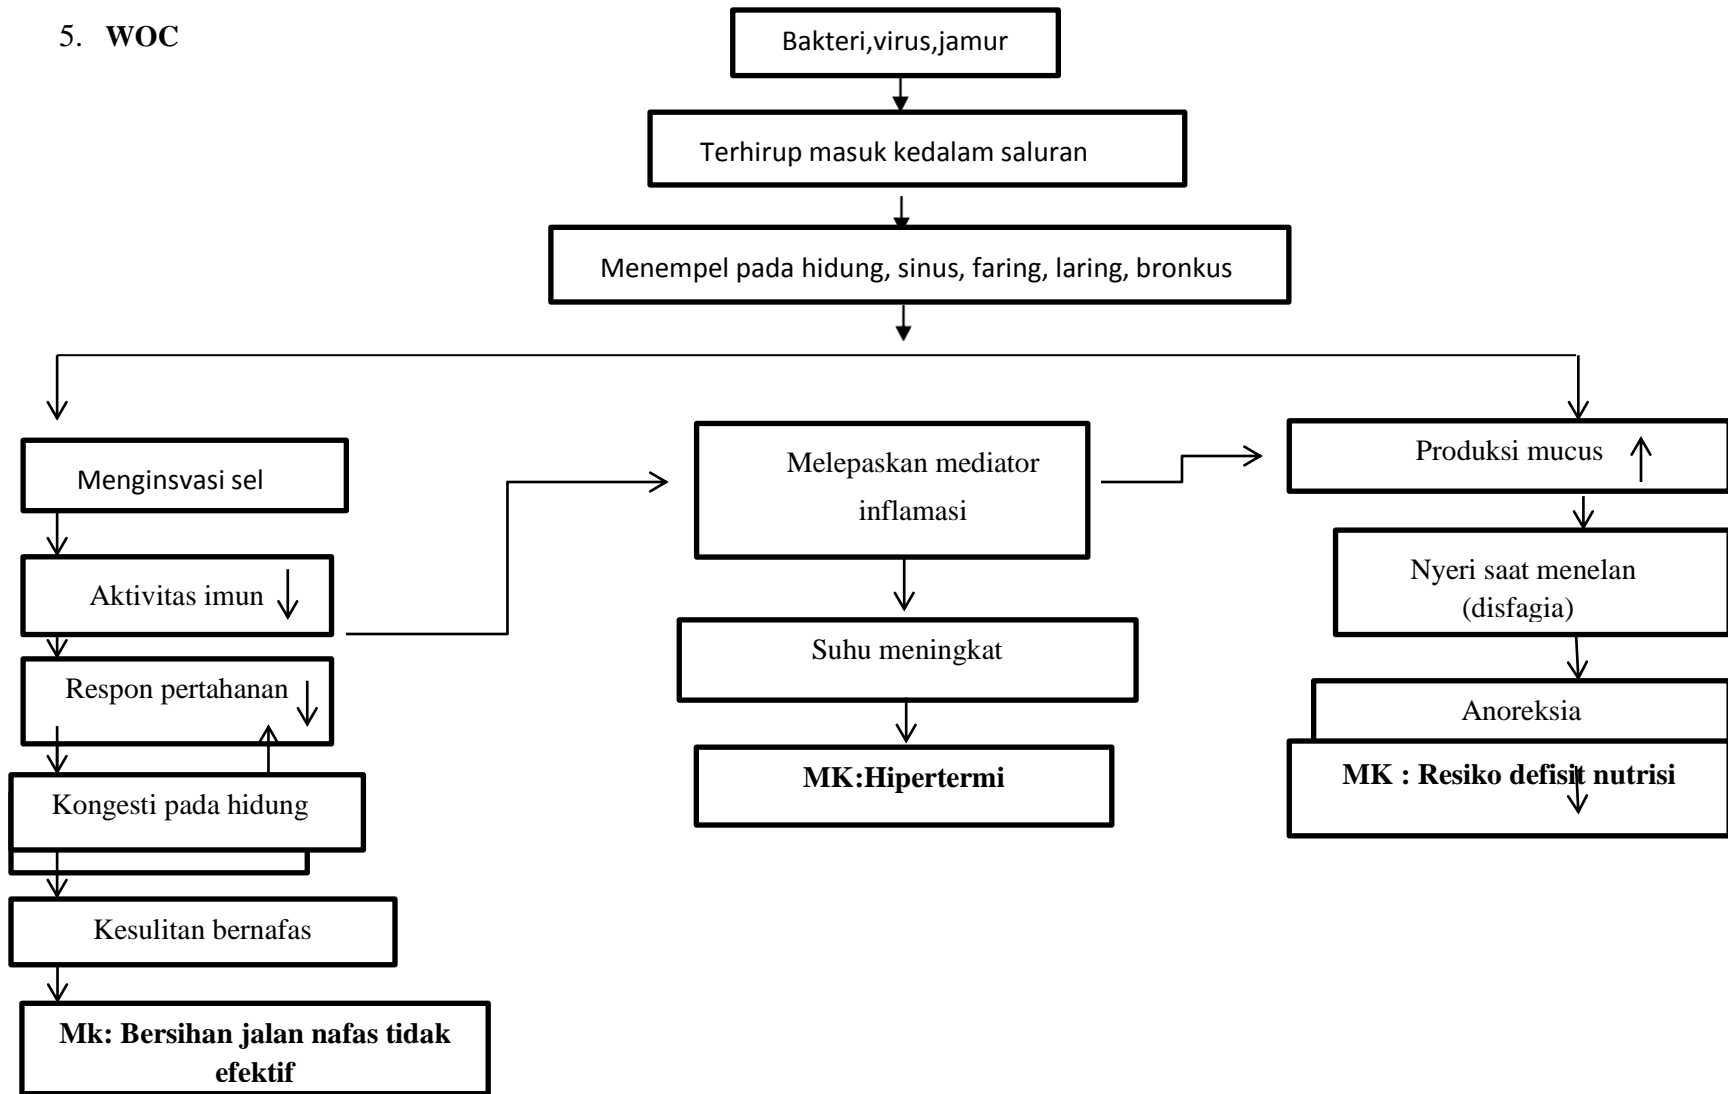 5. WOC
Bakteri,virus,jamur
Terhirup masuk kedalam saluran
Menempel pada hidung, sinus, faring, laring, bronkus
Menginsvasi sel
Aktivitas imun
Respon pertahanan
Kongesti pada hidung
Kesulitan bernafas
Mk: Bersihan jalan nafas tidak
efektif
Melepaskan mediator
inflamasi
Suhu meningkat
MK:Hipertermi
Produksi mucus
Nyeri saat menelan
(disfagia)
Anoreksia
MK : Resiko defisit nutrisi